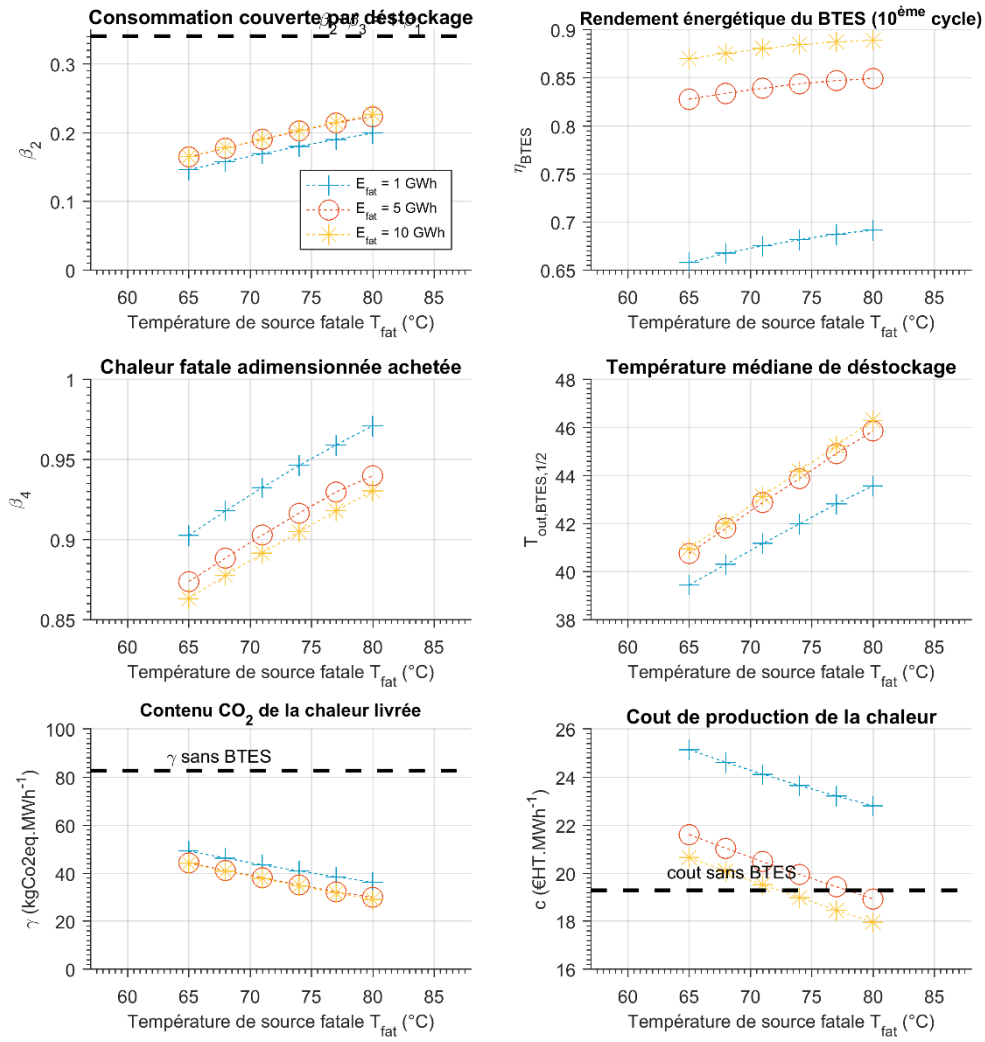 Consommation couverte par déstockage
0.3
0.2
0.1
0
β2
E_fat = 1 GWh
E_fat = 5 GWh
E_fat = 10 GWh
60 65 70 75 80 85
Température de source fatale T_fat (°C)
Rendement énergétique du BTES (10ème cycle)
0.9
0.85
0.8
0.75
0.7
0.65
ηBTES
60 65 70 75 80 85
Température de source fatale T_fat (°C)
Chaleur fatale adimensionnée achetée
1
0.95
0.9
0.85
β4
60 65 70 75 80 85
Température de source fatale T_fat (°C)
Température médiane de déstockage
48
46
44
42
40
38
T_out,BTES,1/2
60 65 70 75 80 85
Température de source fatale T_fat (°C)
Contenu CO2 de la chaleur livrée
100
80
60
40
20
0
γ sans BTES
γ (kgCo2eq.MWh-1)
60 65 70 75 80 85
Température de source fatale T_fat (°C)
Cout de production de la chaleur
26
24
22
20
18
16
cout sans BTES
c (€HT.MWh-1)
60 65 70 75 80 85
Température de source fatale T_fat (°C)